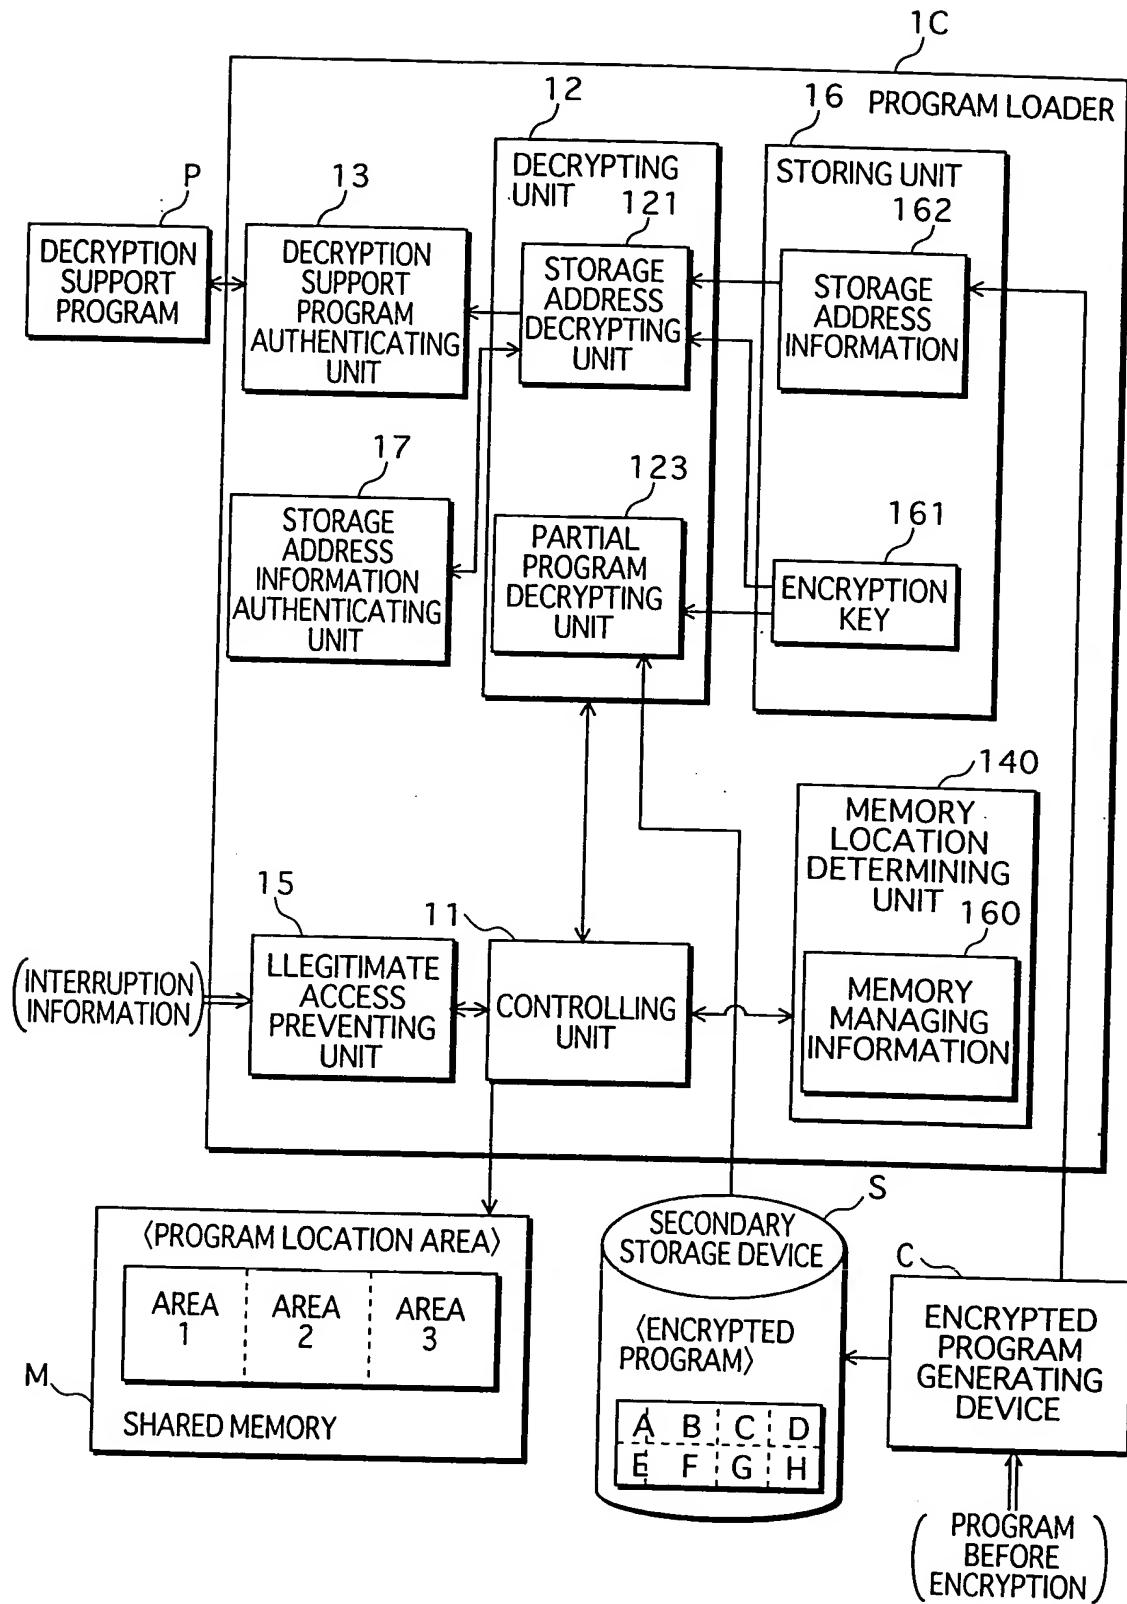 1C
PROGRAM LOADER
12
16
P
13
DECRYPTING
UNIT
STORING UNIT
121
162
DECRYPTION
SUPPORT
PROGRAM
DECRYPTION
SUPPORT
PROGRAM
AUTHENTICATING
UNIT
STORAGE
ADDRESS
DECRYPTING
UNIT
STORAGE
ADDRESS
INFORMATION
17
123
161
STORAGE
ADDRESS
INFORMATION
AUTHENTICATING
UNIT
PARTIAL
PROGRAM
DECRYPTING
UNIT
ENCRYPTION
KEY
140
MEMORY
LOCATION
DETERMINING
UNIT
15
11
160
(INTERRUPTION
INFORMATION)
LLEGITIMATE
ACCESS
PREVENTING
UNIT
CONTROLLING
UNIT
MEMORY
MANAGING
INFORMATION
S
〈PROGRAM LOCATION AREA〉
AREA
1
AREA
2
AREA
3
M
SHARED MEMORY
SECONDARY
STORAGE DEVICE
〈ENCRYPTED
PROGRAM〉
A B C D
E F G H
C
ENCRYPTED
PROGRAM
GENERATING
DEVICE
(PROGRAM
BEFORE
ENCRYPTION)